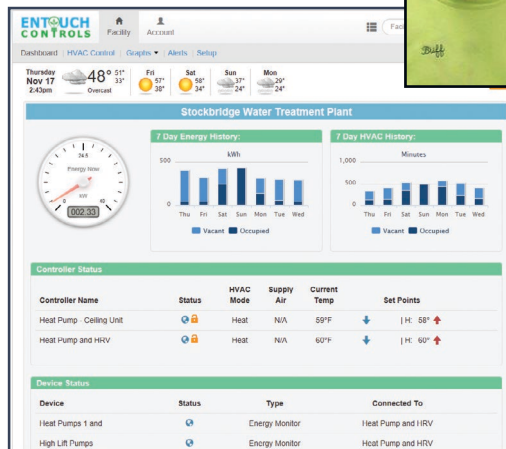 ENTOUCH
CONTROLS
Facility
Account
Buff
Dashboard | HVAC Control | Graphs | Alerts | Setup
Thursday
Nov 17
2:43pm
48°
51°
33°
Overcast
Fri
57°
38°
Sat
58°
34°
Sun
37°
24°
Mon
29°
24°
Stockbridge Water Treatment Plant
7 Day Energy History:
7 Day HVAC History:
24.5
Energy Now
kW
0
002.33
kWh
500
0
Thu Fri Sat Sun Mon Tue Wed
Vacant Occupied
Minutes
1,000
500
0
Thu Fri Sat Sun Mon Tue Wed
Vacant Occupied
Controller Status
Controller Name Status HVAC Mode Supply Air Current Temp Set Points
Heat Pump - Ceiling Unit Heat N/A 59°F | H: 58°
Heat Pump and HRV Heat N/A 60°F | H: 60°
Device Status
Device Status Type Connected To
Heat Pumps 1 and Energy Monitor Heat Pump and HRV
High Lift Pumps Energy Monitor Heat Pump and HRV